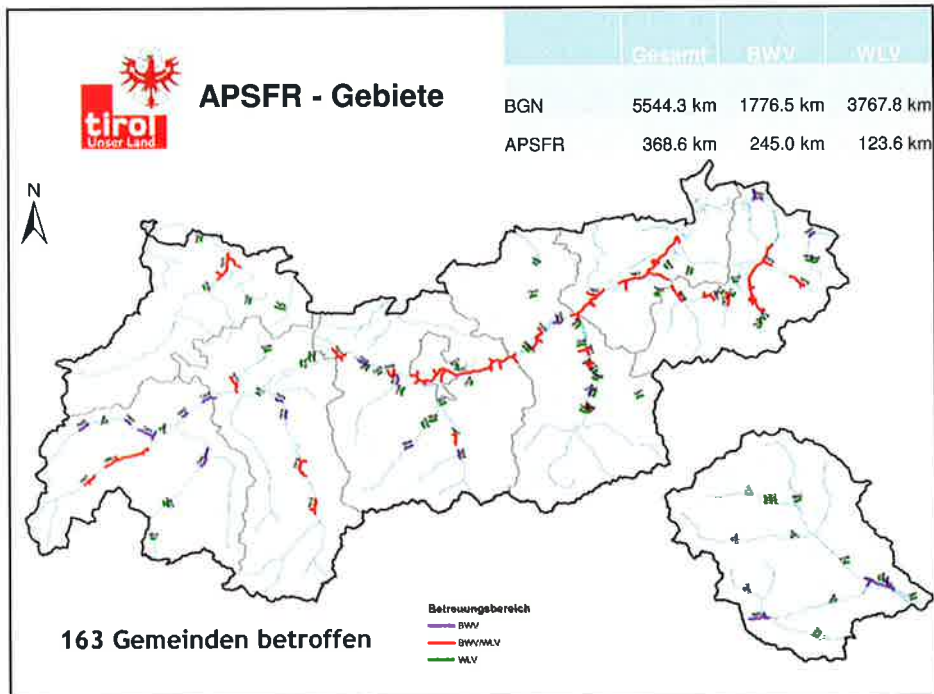 tirol
Unser Land
APSFR - Gebiete
Gesamt BWV WLV
BGN 5544.3 km 1776.5 km 3767.8 km
APSFR 368.6 km 245.0 km 123.6 km
N
163 Gemeinden betroffen
Betreuungsbereich
BWV
BWV/WLV
WLV